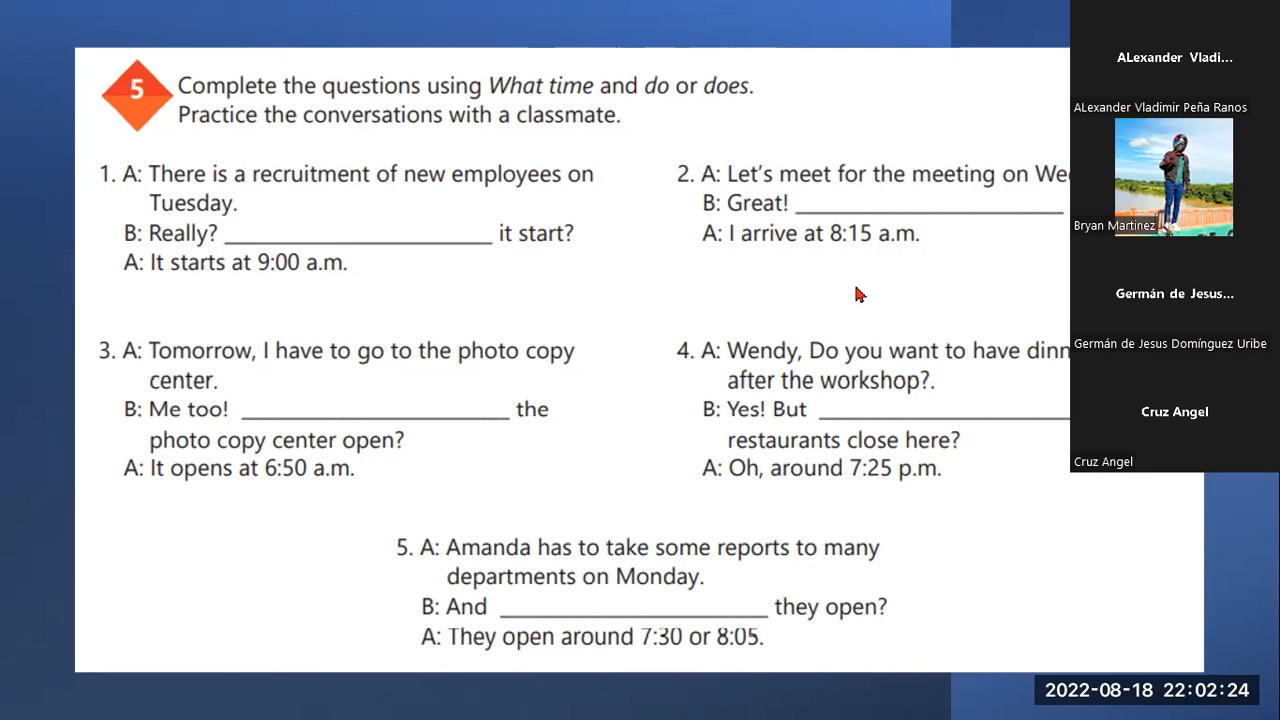 5
Complete the questions using What time and do or does.
Practice the conversations with a classmate.
1. A: There is a recruitment of new employees on
Tuesday.
B: Really? ______________________ it start?
A: It starts at 9:00 a.m.
2. A: Let's meet for the meeting on
B: Great! ______________________
A: I arrive at 8:15 a.m.
3. A: Tomorrow, I have to go to the photo copy
center.
B: Me too! ______________________ the
photo copy center open?
A: It opens at 6:50 a.m.
4. A: Wendy, Do you want to have
after the workshop?.
B: Yes! But ______________________
restaurants close here?
A: Oh, around 7:25 p.m.
5. A: Amanda has to take some reports to many
departments on Monday.
B: And ______________________ they open?
A: They open around 7:30 or 8:05.
ALexander Vladi...
ALexander Vladimir Peña Ranos
Bryan Martinez
Germán de Jesus...
Germán de Jesus Domínguez Uribe
Cruz Angel
Cruz Angel
2022-08-18 22:02:24